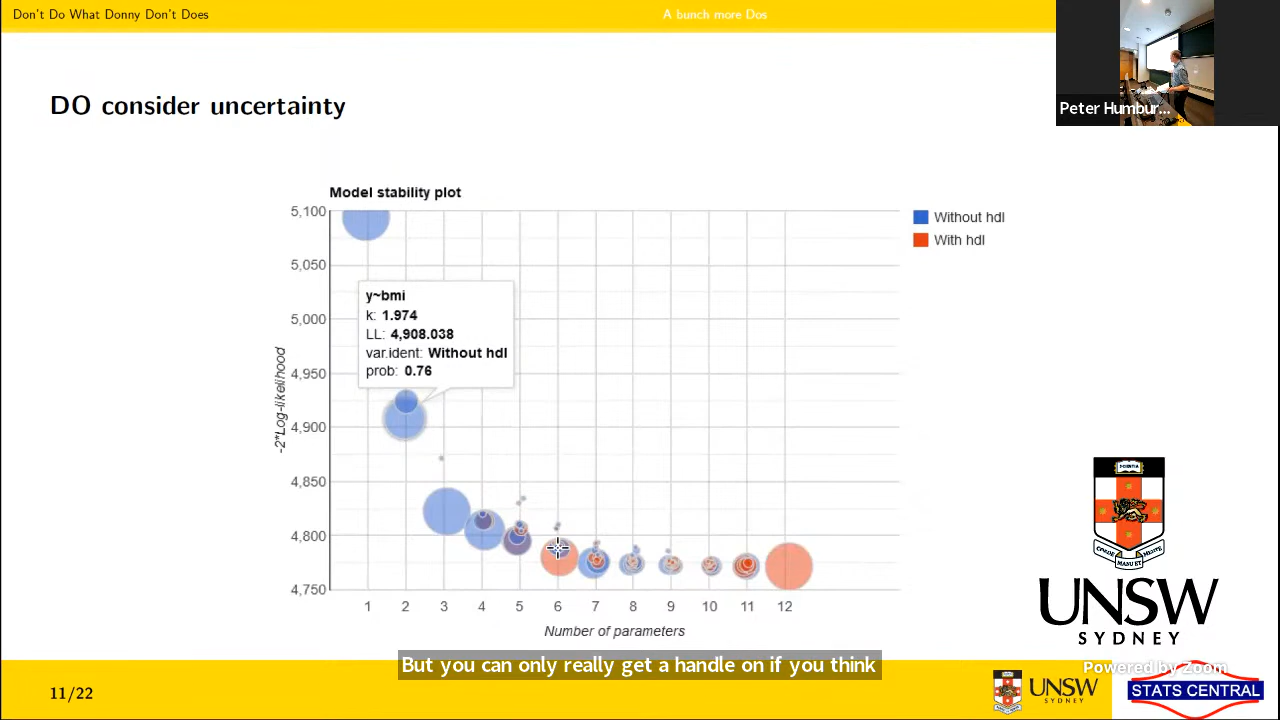 Don't Do What Donny Don't Does
A bunch more Dos
Peter Humbur...
DO consider uncertainty
Model stability plot
5,100
5,050
5,000
4,950
4,900
4,850
4,800
4,750
-2*Log-likelihood
y~bmi
k: 1.974
LL: 4,908.038
var.ident: Without hdl
prob: 0.76
Without hdl
With hdl
1 2 3 4 5 6 7 8 9 10 11 12
Number of parameters
UNSW
SYDNEY
But you can only really get a handle on if you think
Powered by Zoom
11/22
UNSW
SYDNEY
STATS CENTRAL